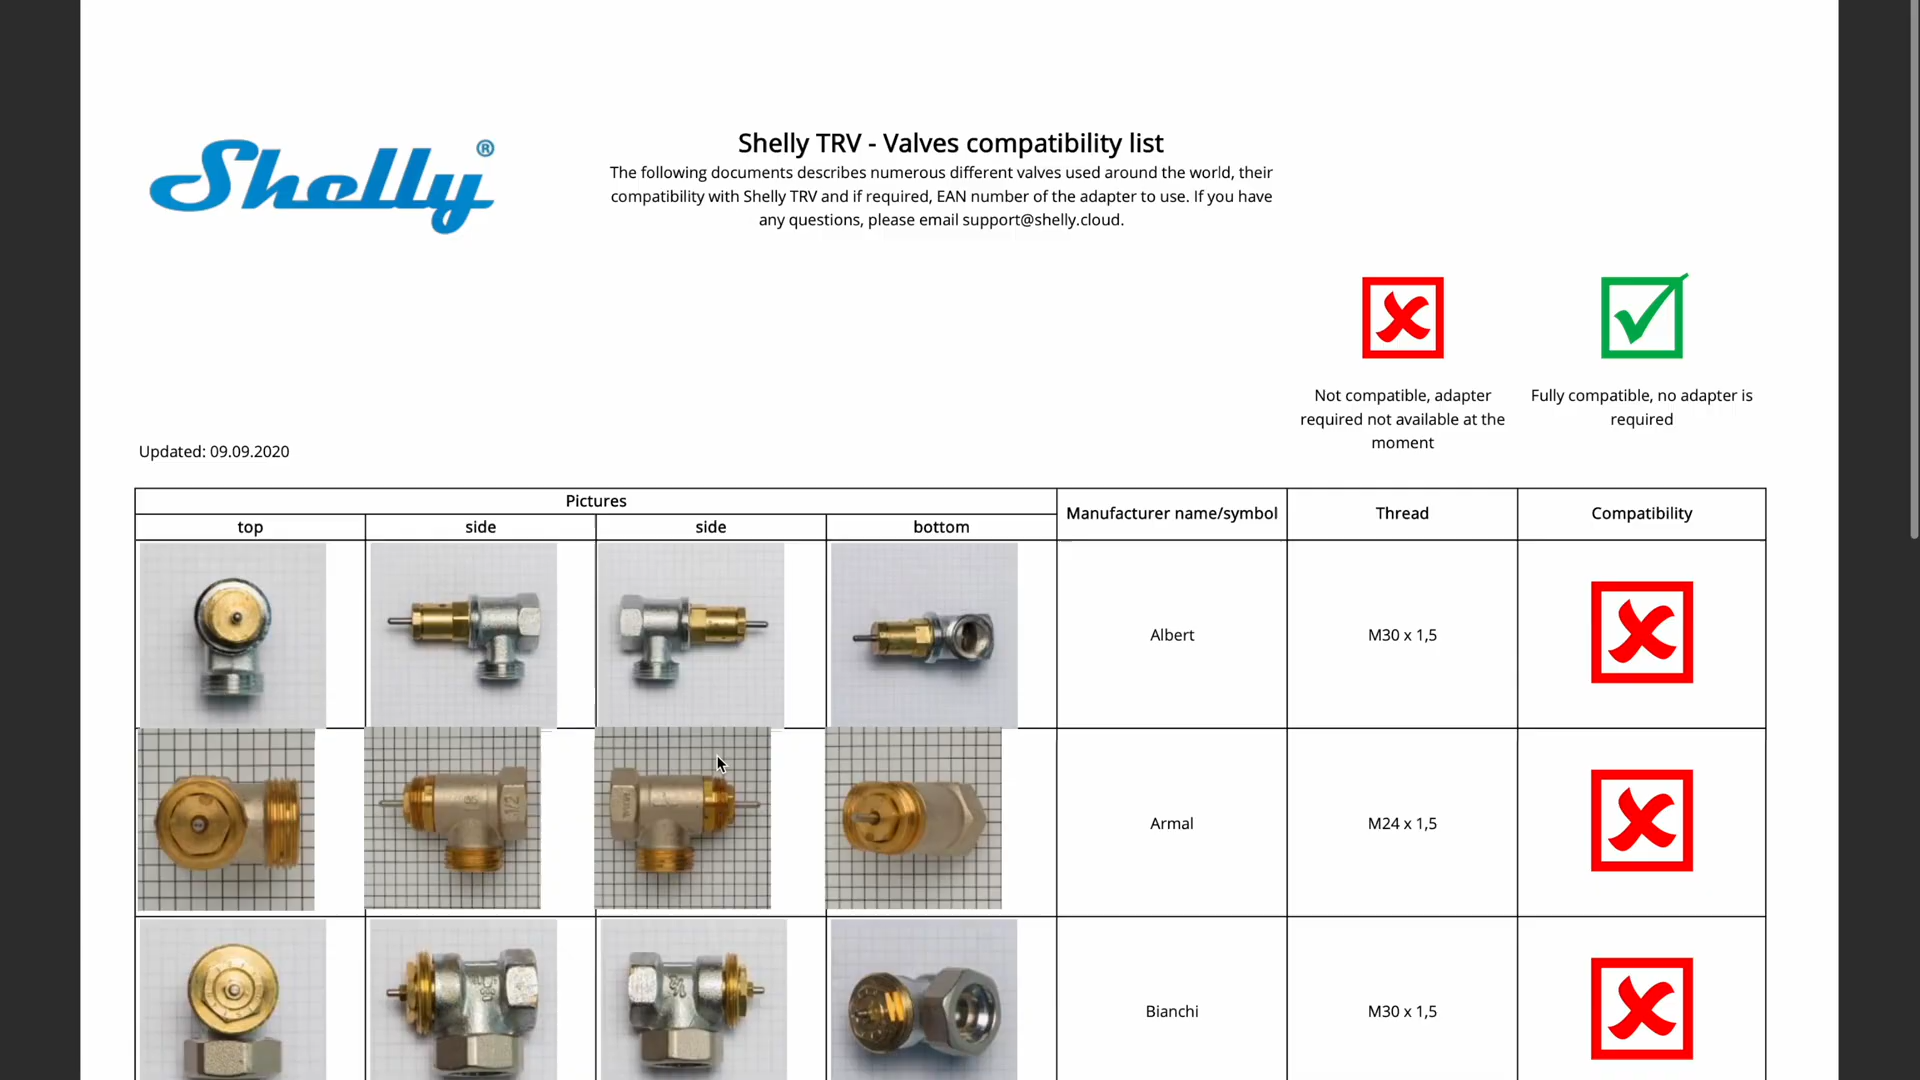 Shelly®
Shelly TRV - Valves compatibility list
The following documents describes numerous different valves used around the world, their
compatibility with Shelly TRV and if required, EAN number of the adapter to use. If you have
any questions, please email support@shelly.cloud.
Not compatible, adapter
required not available at the
moment
Fully compatible, no adapter is
required
Updated: 09.09.2020
Pictures
Manufacturer name/symbol
Thread
Compatibility
top
side
side
bottom
Albert
M30 x 1,5
1/2
Armal
M24 x 1,5
Bianchi
M30 x 1,5